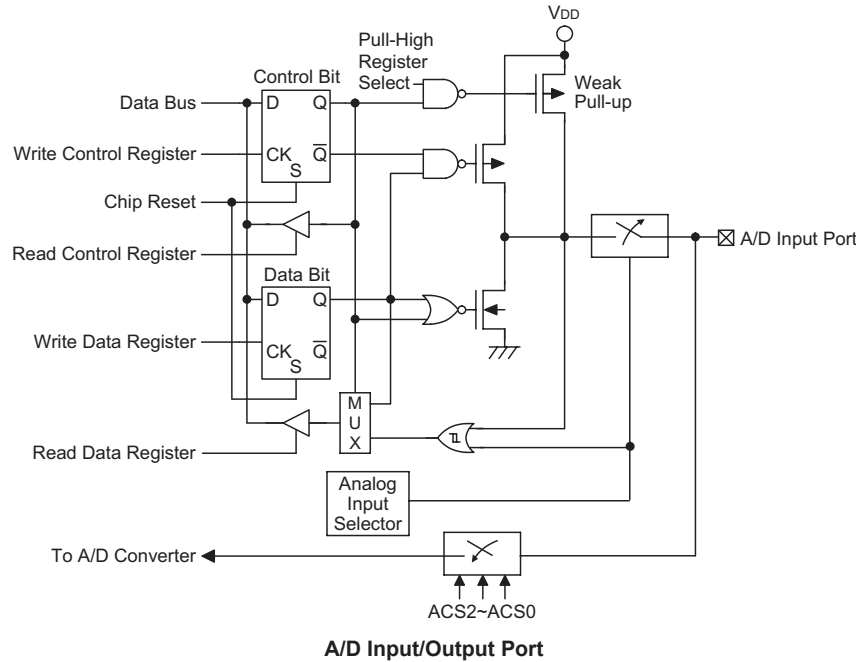 VDD
Pull-High
Register
Select
Control Bit
Weak
Pull-up
Data Bus
D
Q
Write Control Register
CK
Q
S
Chip Reset
Read Control Register
A/D Input Port
Data Bit
D
Q
Write Data Register
CK
Q
S
M
U
X
Read Data Register
Analog
Input
Selector
To A/D Converter
ACS2~ACS0
A/D Input/Output Port